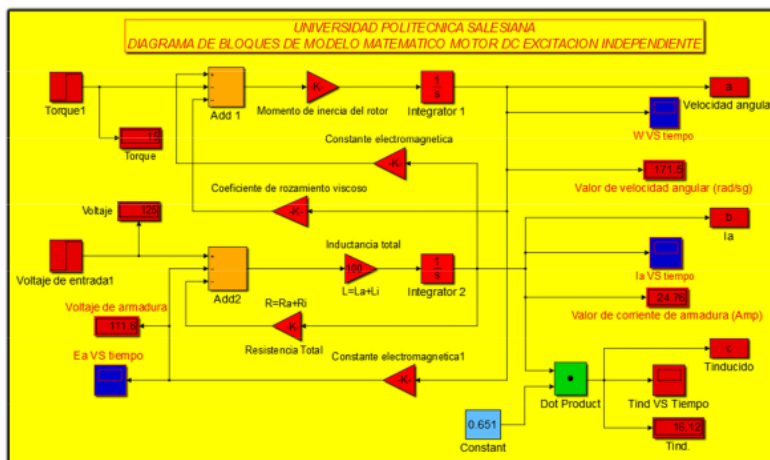 UNIVERSIDAD POLITECNICA SALESIANA
DIAGRAMA DE BLOQUES DE MODELO MATEMATICO MOTOR DC EXCITACION INDEPENDIENTE
Torque1
Add 1
-K-
Momento de inercia del rotor
1
s
Integrator 1
a
Velocidad angula
15
Torque
W VS tiempo
Constante electromagnetica
-K-
171.5
Valor de velocidad angular (rad/sg)
Coeficiente de rozamiento viscoso
-K-
Voltaje
125
b
Ia
Voltaje de entrada1
Add2
Inductancia total
100
L=La+Li
1
s
Integrator 2
Ia VS tiempo
Voltaje de armadura
111.6
R=Ra+Ri
-K-
Resistencia Total
24.76
Valor de corriente de armadura (Amp)
Ea VS tiempo
Constante electromagnetica1
-K-
c
Tinducido
Dot Product
Tind VS Tiempo
0.651
Constant
16.12
Tind.